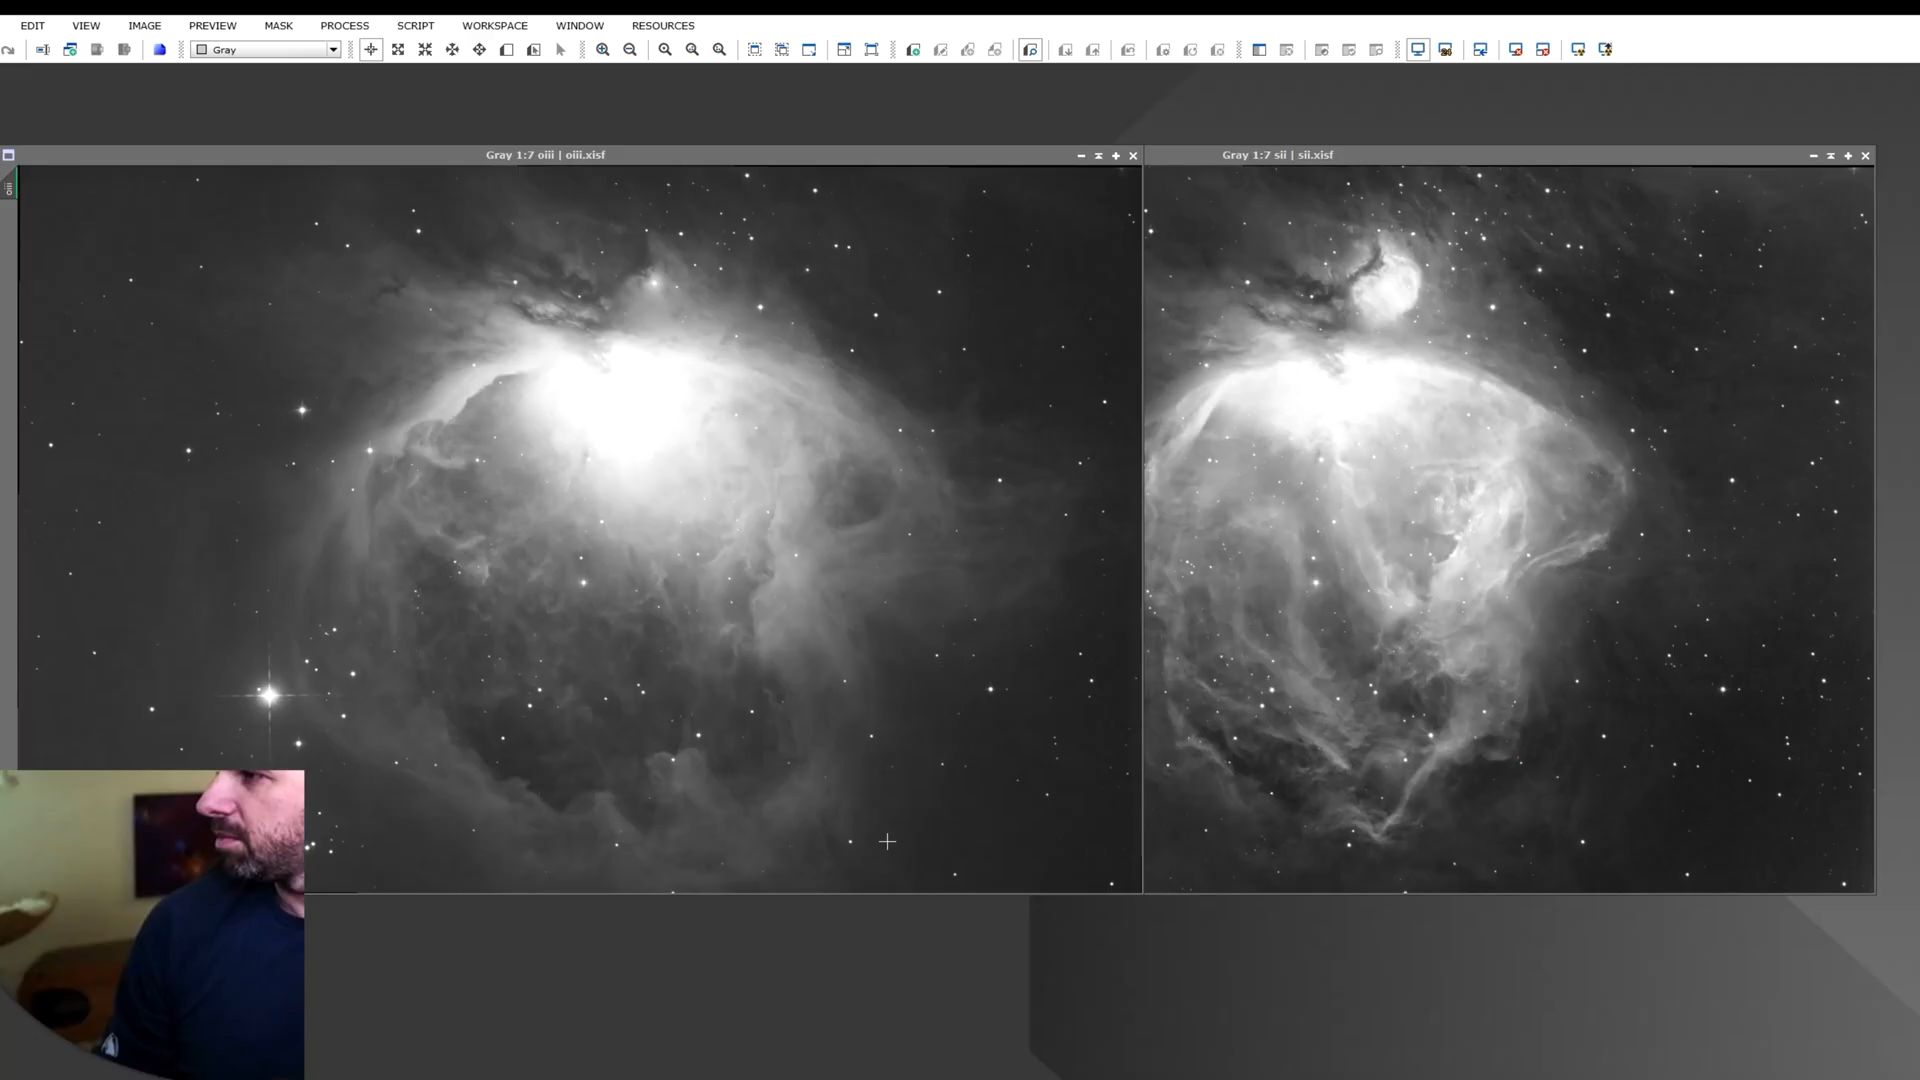 EDIT VIEW IMAGE PREVIEW MASK PROCESS SCRIPT WORKSPACE WINDOW RESOURCES
Gray
Gray 1:7 oiii | oiii.xisf
Gray 1:7 sii | sii.xisf
oiii